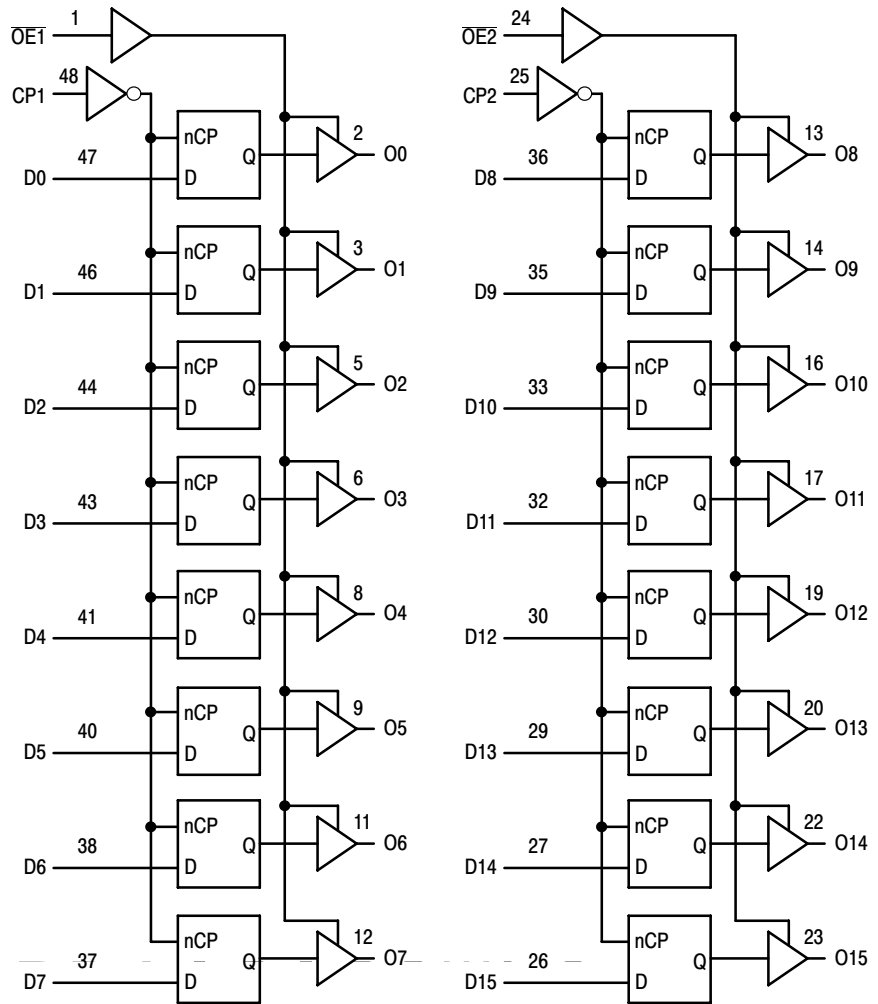 OE1 1
CP1 48
nCP
D Q
D0 47
2 O0
nCP
D Q
D1 46
3 O1
nCP
D Q
D2 44
5 O2
nCP
D Q
D3 43
6 O3
nCP
D Q
D4 41
8 O4
nCP
D Q
D5 40
9 O5
nCP
D Q
D6 38
11 O6
nCP
D Q
D7 37
12 O7
OE2 24
CP2 25
nCP
D Q
D8 36
13 O8
nCP
D Q
D9 35
14 O9
nCP
D Q
D10 33
16 O10
nCP
D Q
D11 32
17 O11
nCP
D Q
D12 30
19 O12
nCP
D Q
D13 29
20 O13
nCP
D Q
D14 27
22 O14
nCP
D Q
D15 26
23 O15